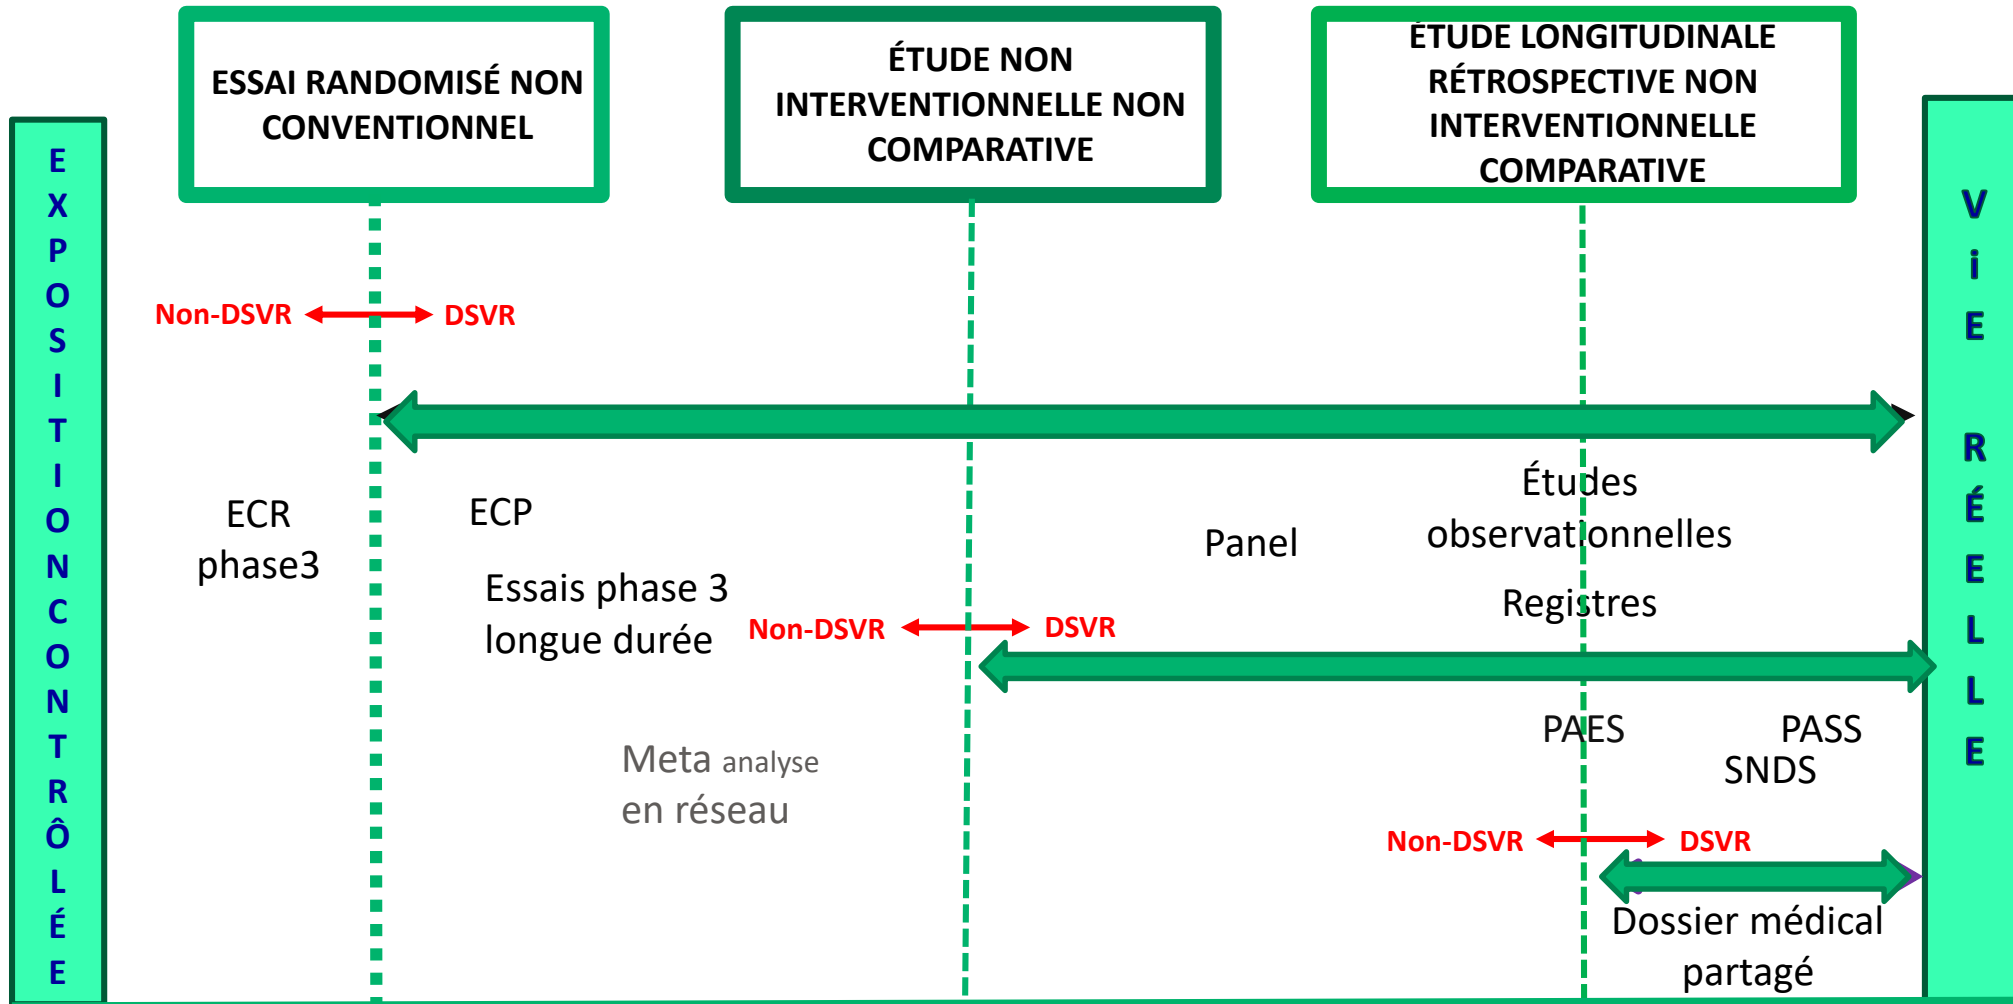 ESSAI RANDOMISÉ NON
CONVENTIONNEL
ÉTUDE NON
INTERVENTIONNELLE NON
COMPARATIVE
ÉTUDE LONGITUDINALE
RÉTROSPECTIVE NON
INTERVENTIONNELLE
COMPARATIVE
EXPOSITIONCONTRÔLÉE
ViE RÉELLE
Non-DSVR
DSVR
ECR
phase3
ECP
Essais phase 3
longue durée
Panel
Études
observationnelles
Registres
Non-DSVR
DSVR
Meta analyse
en réseau
PAES
PASS
SNDS
Non-DSVR
DSVR
Dossier médical
partagé